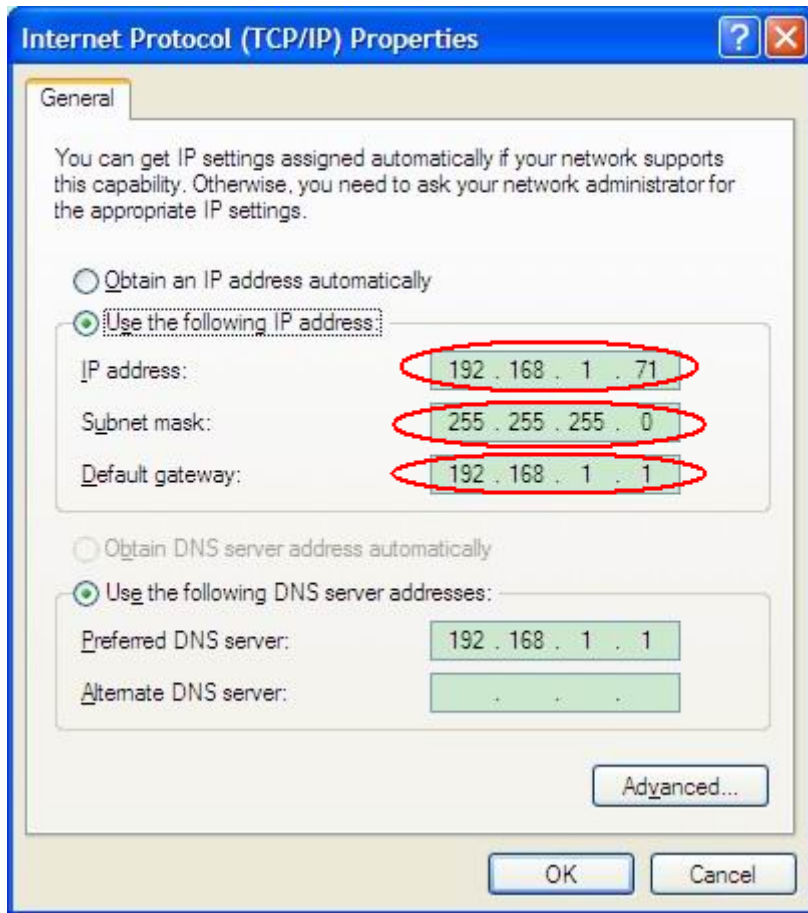 Internet Protocol (TCP/IP) Properties
General
You can get IP settings assigned automatically if your network supports
this capability. Otherwise, you need to ask your network administrator for
the appropriate IP settings.
Obtain an IP address automatically
Use the following IP address:
IP address: 192 . 168 . 1 . 71
Subnet mask: 255 . 255 . 255 . 0
Default gateway: 192 . 168 . 1 . 1
Obtain DNS server address automatically
Use the following DNS server addresses:
Preferred DNS server: 192 . 168 . 1 . 1
Alternate DNS server: . . .
Advanced...
OK Cancel